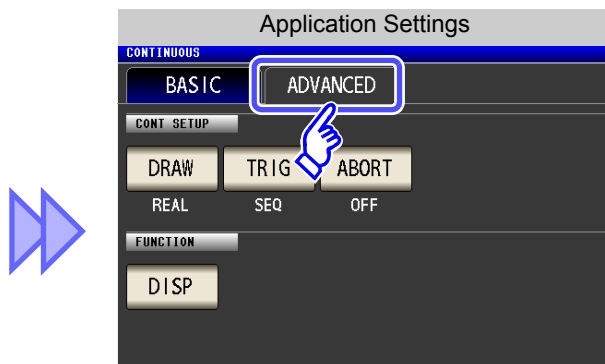 Application Settings
CONTINUOUS
BASIC ADVANCED
CONT SETUP
DRAW TRIG ABORT
REAL SEQ OFF
FUNCTION
DISP